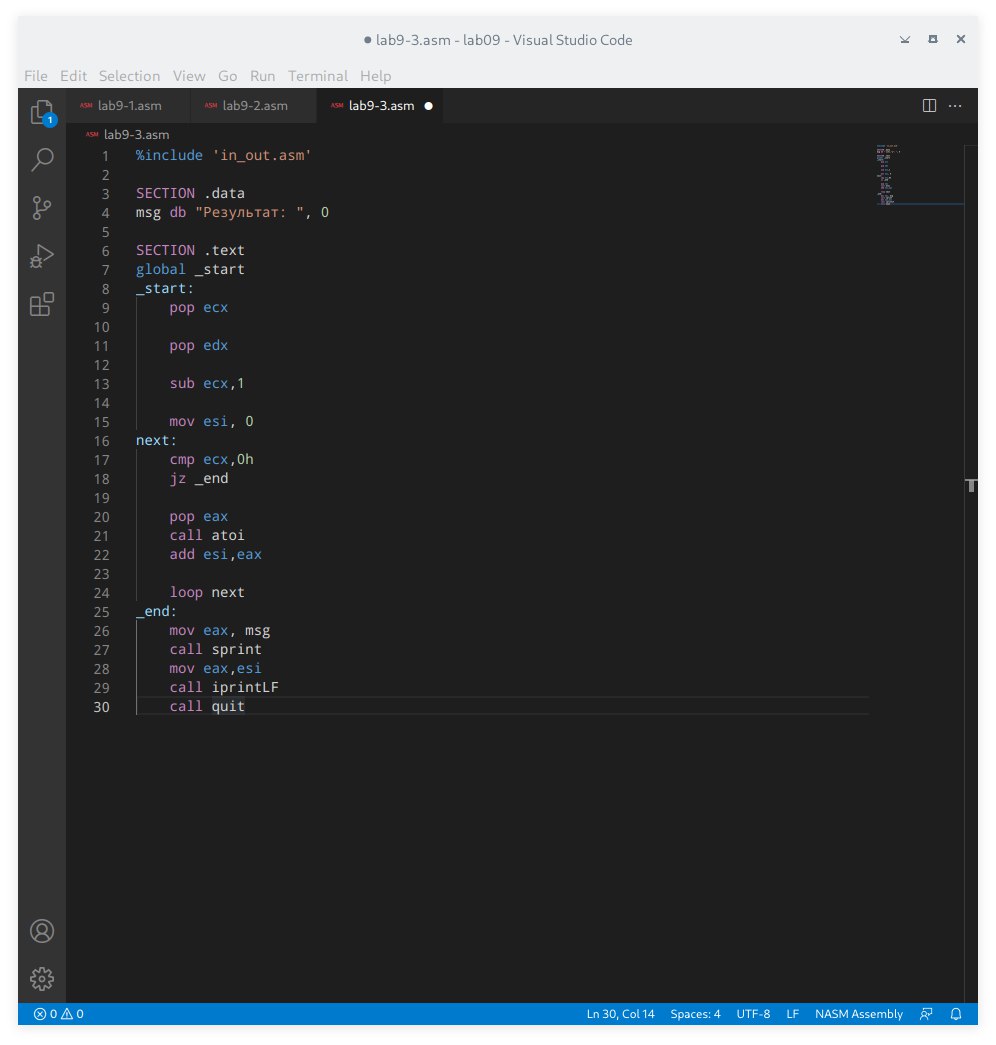 lab9-3.asm - lab09 - Visual Studio Code
File Edit Selection View Go Run Terminal Help
ASM lab9-1.asm ASM lab9-2.asm ASM lab9-3.asm
1
ASM lab9-3.asm
1 %include 'in_out.asm'
2
3 SECTION .data
4 msg db "Результат: ", 0
5
6 SECTION .text
7 global _start
8 _start:
9 pop ecx
10
11 pop edx
12
13 sub ecx,1
14
15 mov esi, 0
16 next:
17 cmp ecx,0h
18 jz _end
19
20 pop eax
21 call atoi
22 add esi,eax
23
24 loop next
25 _end:
26 mov eax, msg
27 call sprint
28 mov eax,esi
29 call iprintLF
30 call quit
0 0 Ln 30, Col 14 Spaces: 4 UTF-8 LF NASM Assembly